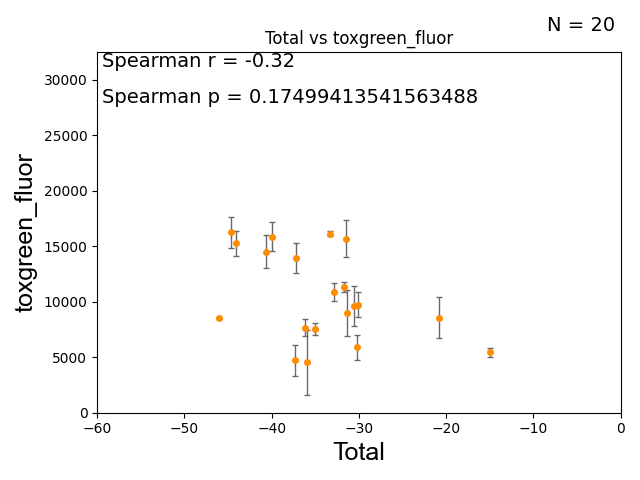 N = 20
Total vs toxgreen_fluor
Spearman r = -0.32
Spearman p = 0.17499413541563488
30000
25000
20000
15000
10000
5000
0
toxgreen_fluor
−60 −50 −40 −30 −20 −10 0
Total